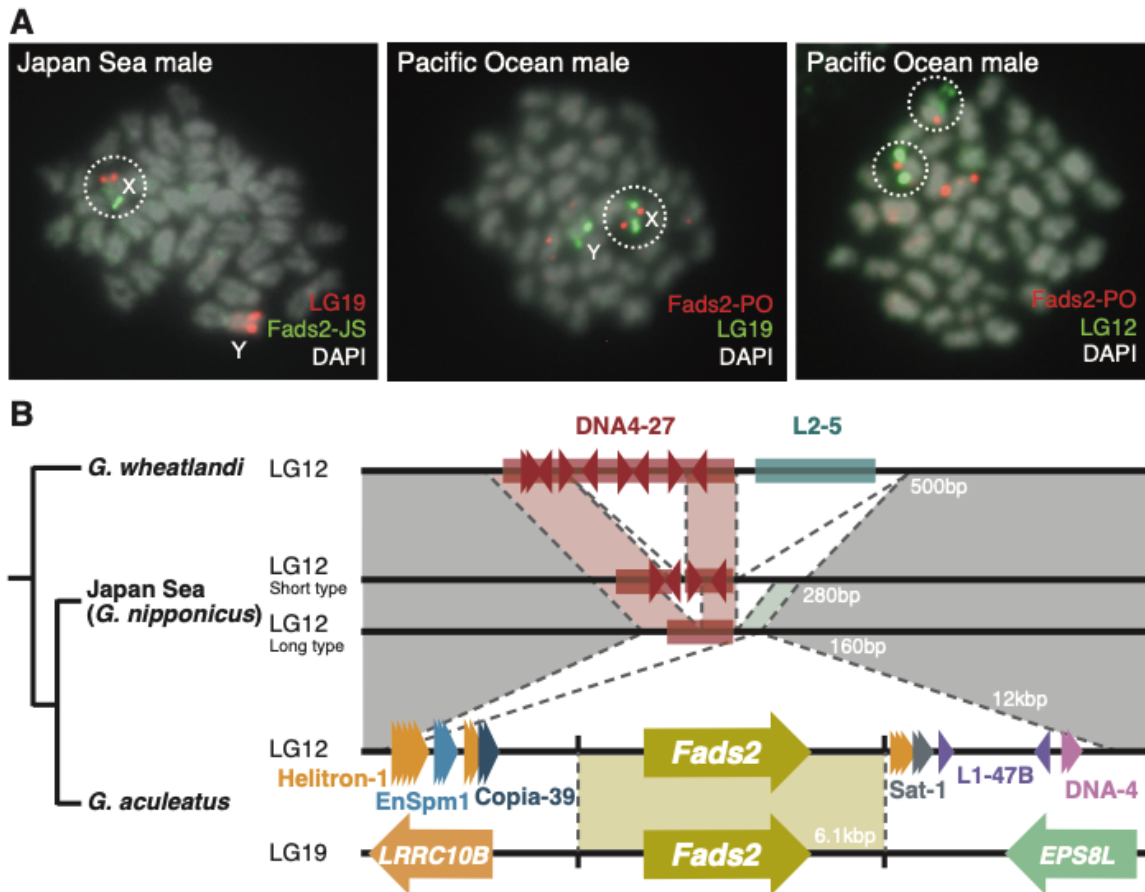 A
Japan Sea male
X
LG19
Fads2-JS
DAPI
Y
Pacific Ocean male
X
Y
Fads2-PO
LG19
DAPI
Pacific Ocean male
Fads2-PO
LG12
DAPI
B
DNA4-27
L2-5
G. wheatlandi
LG12
500bp
Japan Sea
(G. nipponicus)
LG12
Short type
280bp
LG12
Long type
160bp
12kbp
G. aculeatus
LG12
Helitron-1
EnSpm1
Copia-39
Fads2
Sat-1
L1-47B
DNA-4
LG19
LRRC10B
Fads2
6.1kbp
EPS8L